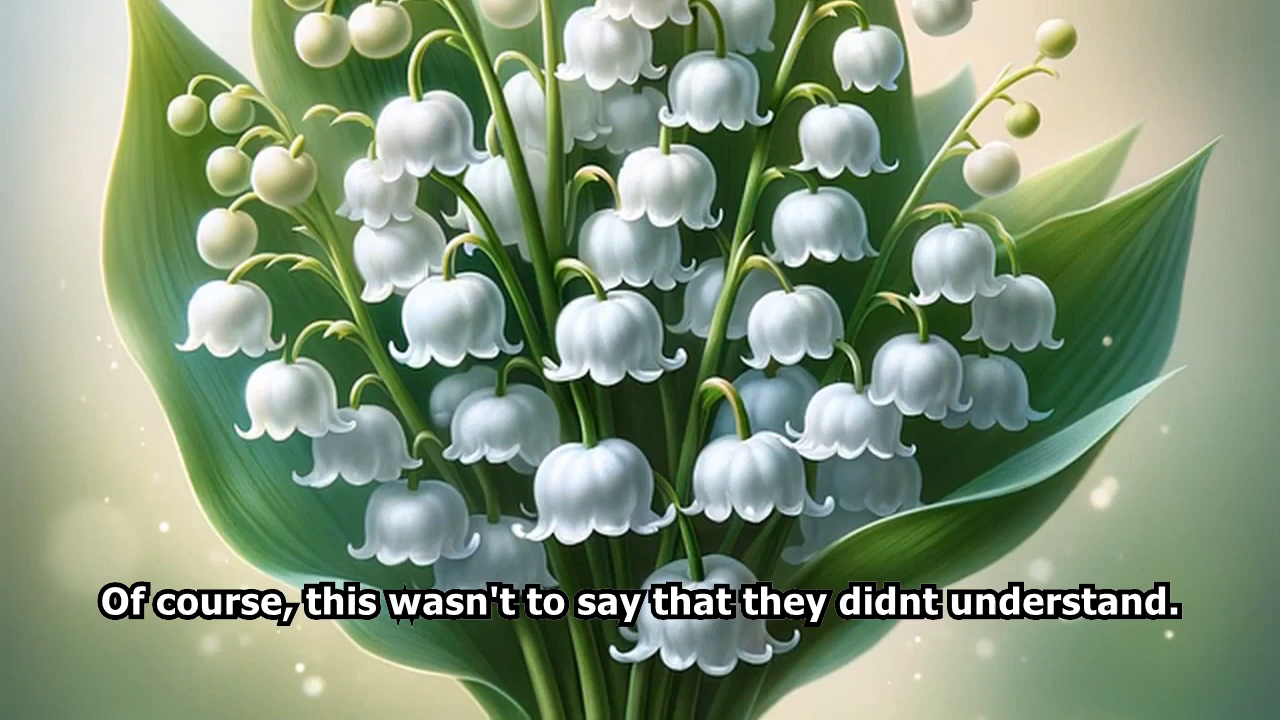 Of course, this wasn't to say that they didnt understand.